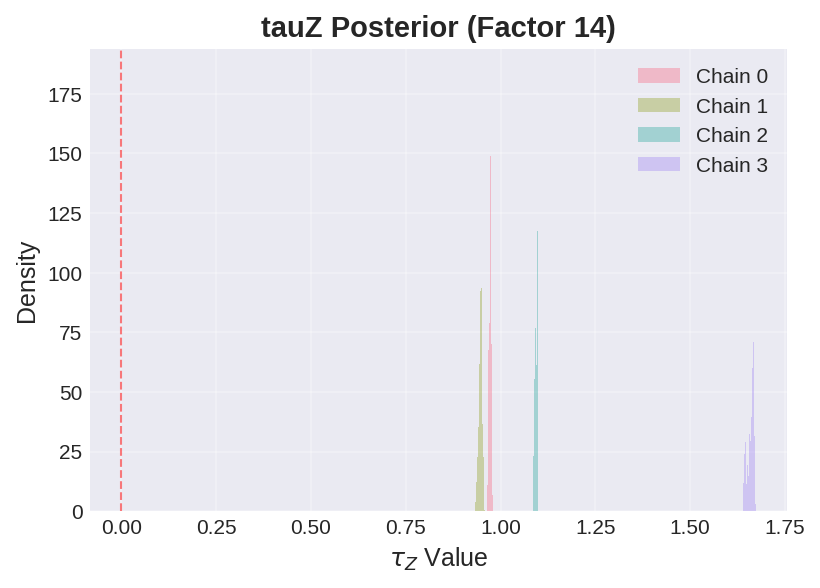 tauZ Posterior (Factor 14)
Chain 0
Chain 1
Chain 2
Chain 3
Density
175
150
125
100
75
50
25
0
0.00 0.25 0.50 0.75 1.00 1.25 1.50 1.75
τ_Z Value